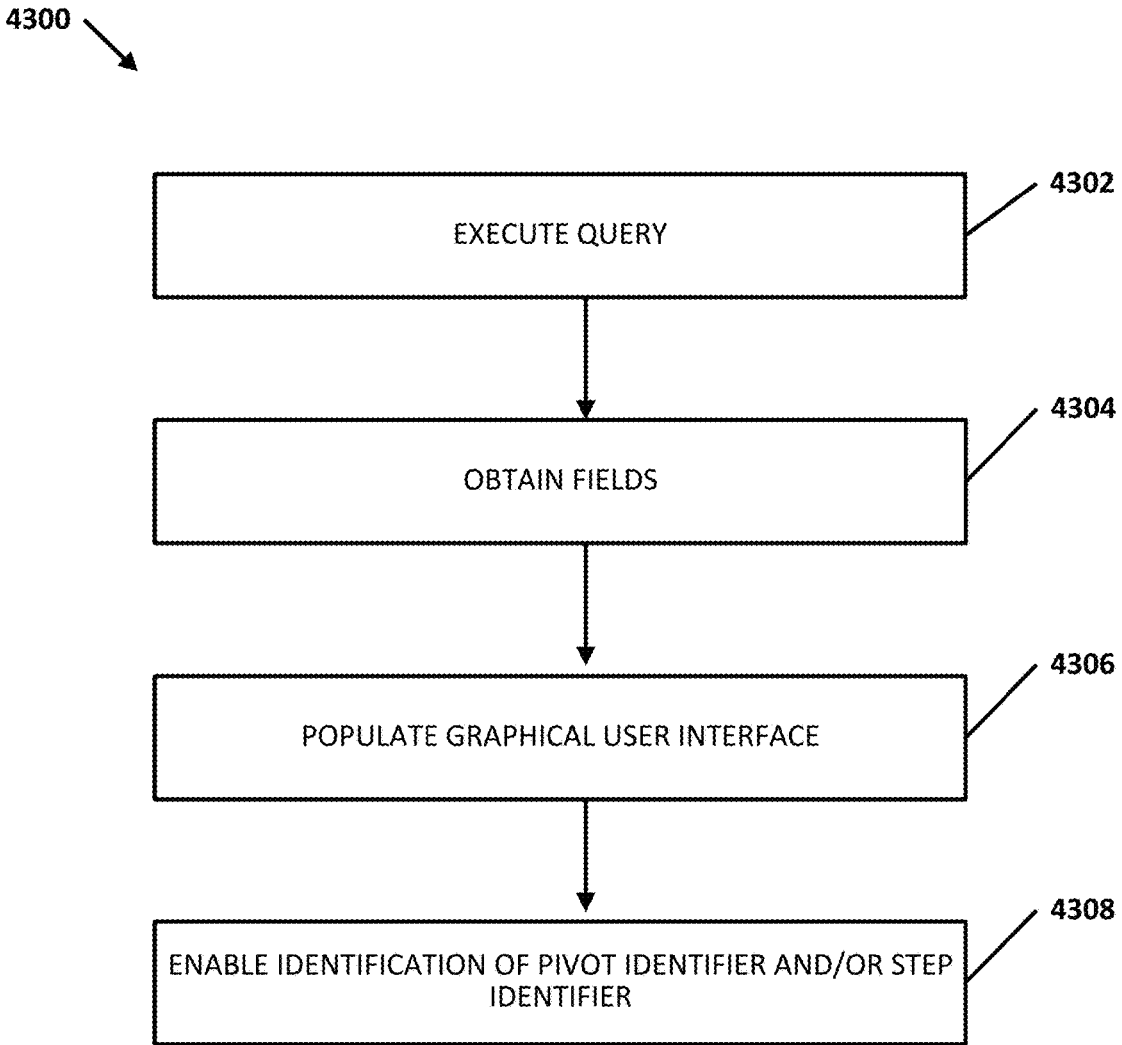 4300
4302
EXECUTE QUERY
4304
OBTAIN FIELDS
4306
POPULATE GRAPHICAL USER INTERFACE
4308
ENABLE IDENTIFICATION OF PIVOT IDENTIFIER AND/OR STEP
IDENTIFIER